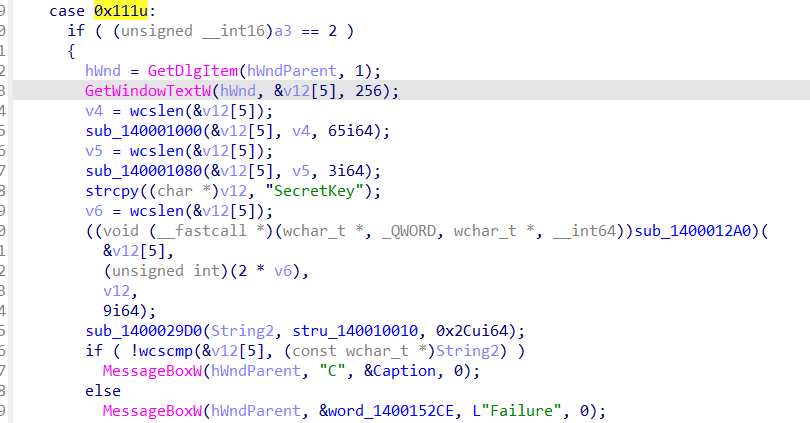 9 case 0x111u:
0 if ( (unsigned __int16)a3 == 2 )
1 {
2 hWnd = GetDlgItem(hWndParent, 1);
3 GetWindowTextW(hWnd, &v12[5], 256);
4 v4 = wcslen(&v12[5]);
5 sub_140001000(&v12[5], v4, 65i64);
6 v5 = wcslen(&v12[5]);
7 sub_140001080(&v12[5], v5, 3i64);
8 strcpy((char *)v12, "SecretKey");
9 v6 = wcslen(&v12[5]);
0 ((void (__fastcall *)(wchar_t *, _QWORD, wchar_t *, __int64))sub_1400012A0)(
1 &v12[5],
2 (unsigned int)(2 * v6),
3 v12,
4 9i64);
5 sub_1400029D0(String2, stru_140010010, 0x2Cui64);
6 if ( !wcscmp(&v12[5], (const wchar_t *)String2) )
7 MessageBoxW(hWndParent, "C", &Caption, 0);
8 else
9 MessageBoxW(hWndParent, &word_1400152CE, L"Failure", 0);